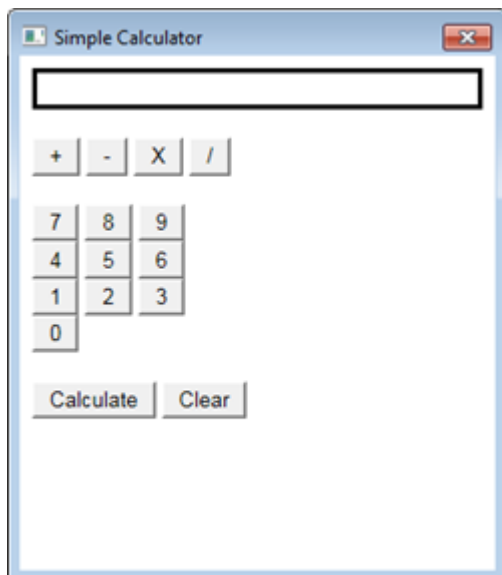 Simple Calculator
+ - X /
7 8 9
4 5 6
1 2 3
0
Calculate Clear